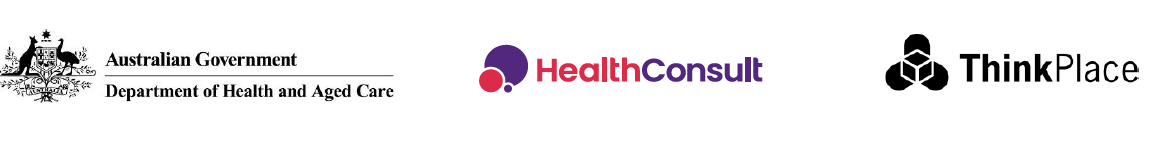 Australian Government
Department of Health and Aged Care
HealthConsult
ThinkPlace